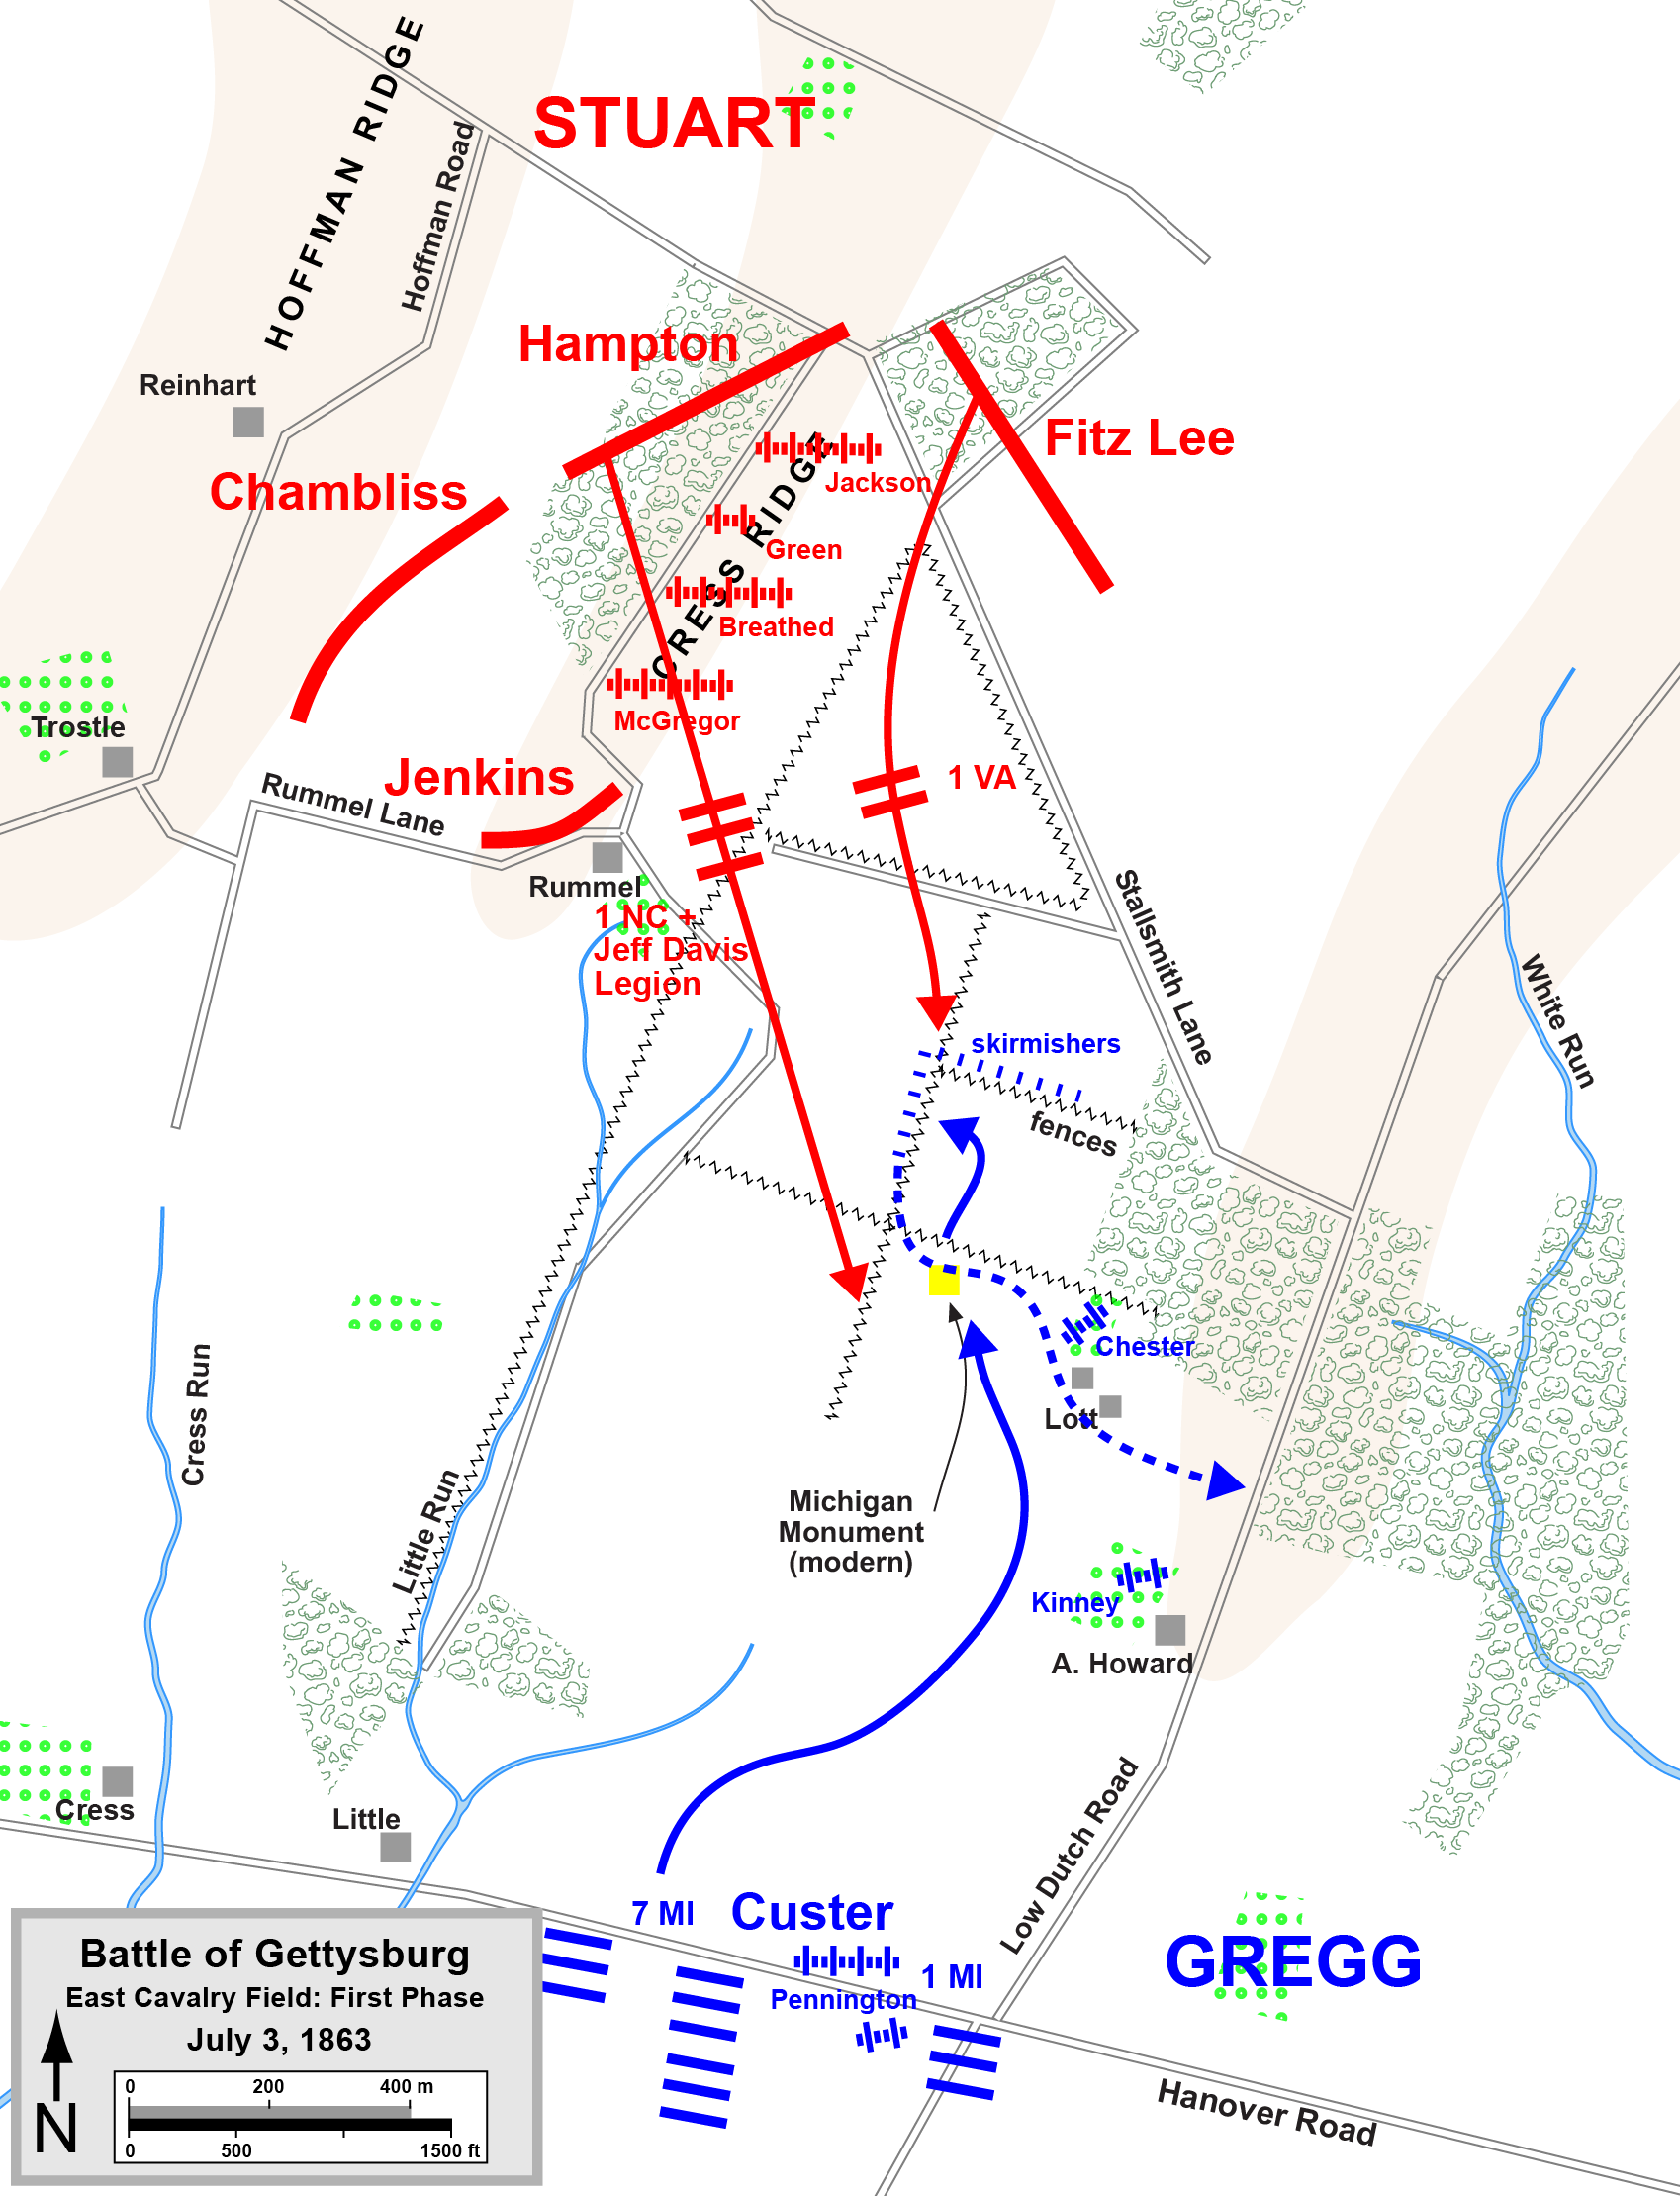 STUART
HOFFMAN RIDGE
Hoffman Road
Hampton
Reinhart
Fitz Lee
Chambliss
Jackson
CRESS RIDGE
Green
Breathed
McGregor
Trostle
Jenkins
1 VA
Rummel Lane
Rummel
1 NC +
Jeff Davis
Legion
Stallsmith Lane
White Run
skirmishers
fences
Chester
Cress Run
Lott
Little Run
Michigan
Monument
(modern)
Kinney
A. Howard
Low Dutch Road
Cress
Little
7 MI
Custer
GREGG
1 MI
Pennington
Hanover Road
Battle of Gettysburg
East Cavalry Field: First Phase
July 3, 1863
N
0 200 400 m
0 500 1500 ft